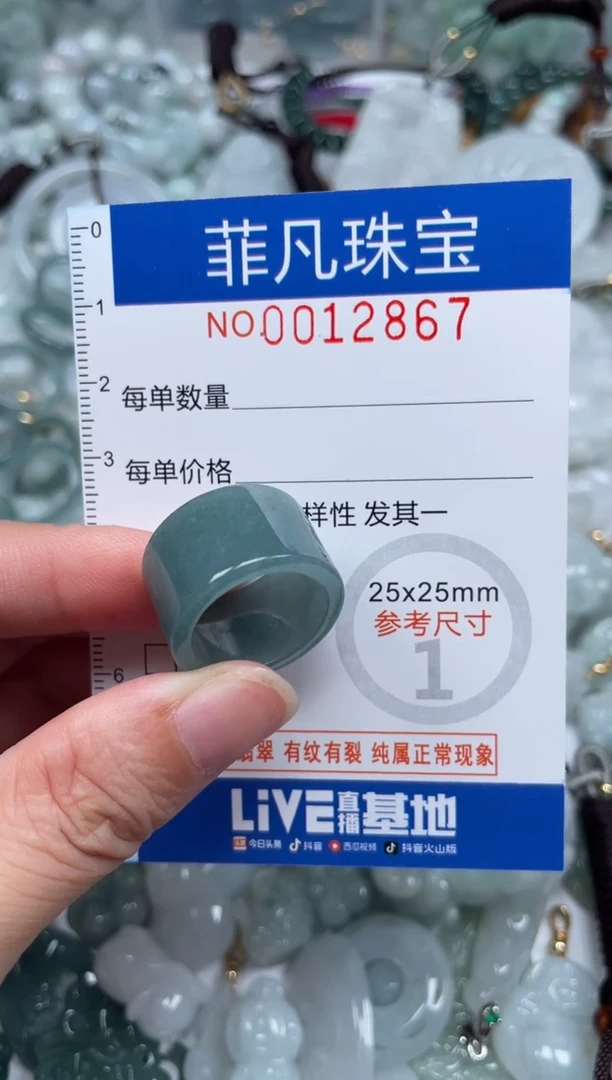 菲凡珠宝
0
NO.0012867
1
2
每单数量
3
每单价格
样性 发其一
25x25mm
参考尺寸
1
6
翡翠 有纹有裂 纯属正常现象
LiVE直播基地
今日头条 抖音 西瓜视频 抖音火山版